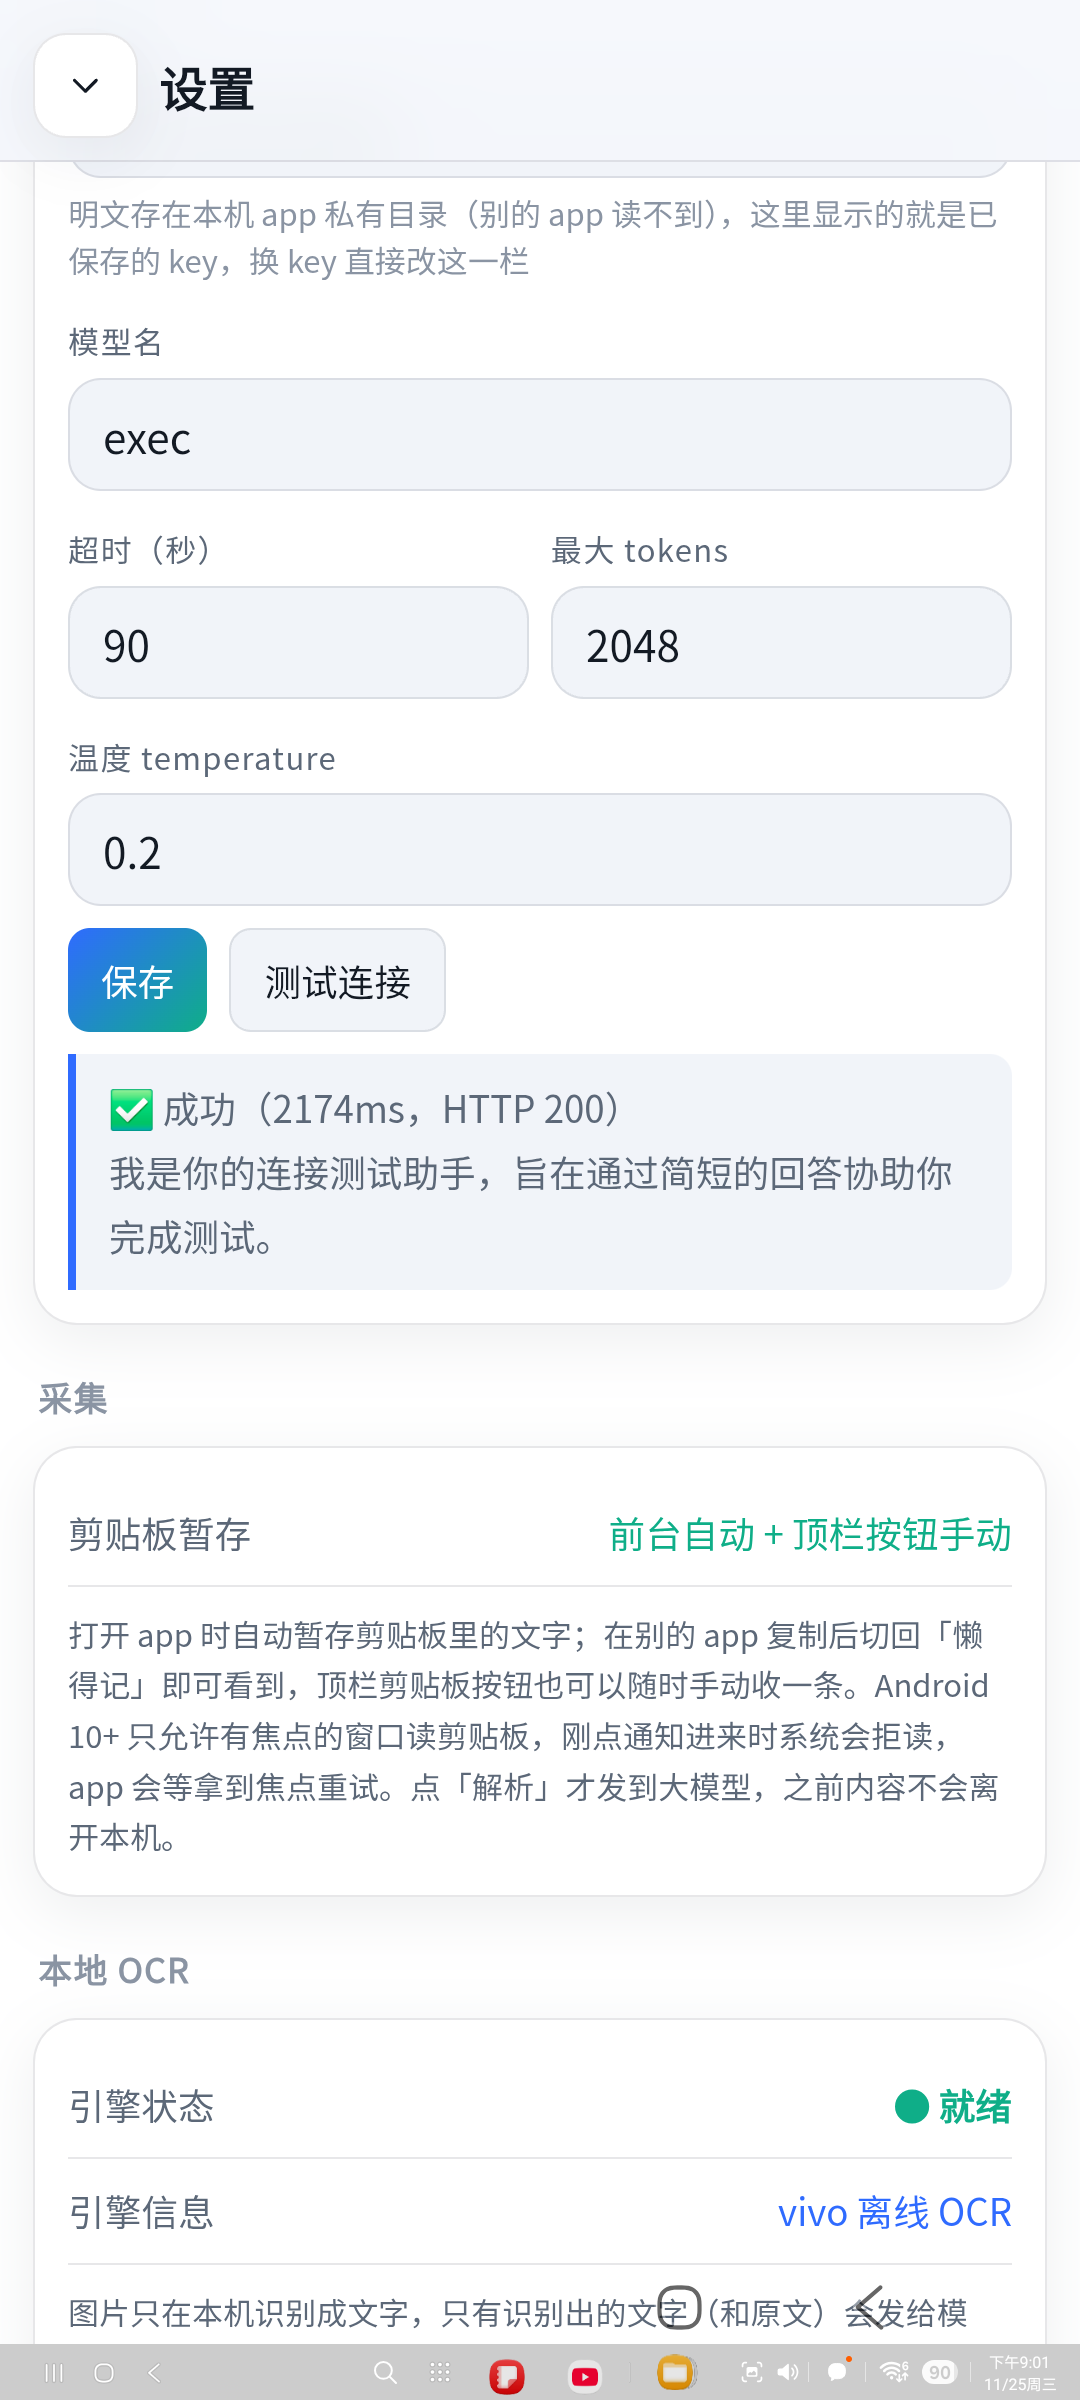 设置
明文存在本机 app 私有目录（别的 app 读不到），这里显示的就是已
保存的 key，换 key 直接改这一栏
模型名
exec
超时（秒）
最大 tokens
90
2048
温度 temperature
0.2
保存
测试连接
✅ 成功（2174ms，HTTP 200）
我是你的连接测试助手，旨在通过简短的回答协助你
完成测试。
采集
剪贴板暂存
前台自动 + 顶栏按钮手动
打开 app 时自动暂存剪贴板里的文字；在别的 app 复制后切回「懒
得记」即可看到，顶栏剪贴板按钮也可以随时手动收一条。Android
10+ 只允许有焦点的窗口读剪贴板，刚点通知进来时系统会拒读，
app 会等拿到焦点重试。点「解析」才发到大模型，之前内容不会离
开本机。
本地 OCR
引擎状态
就绪
引擎信息
vivo 离线 OCR
图片只在本机识别成文字，只有识别出的文字（和原文）会发给模
6
90
下午9:01
11/25周三